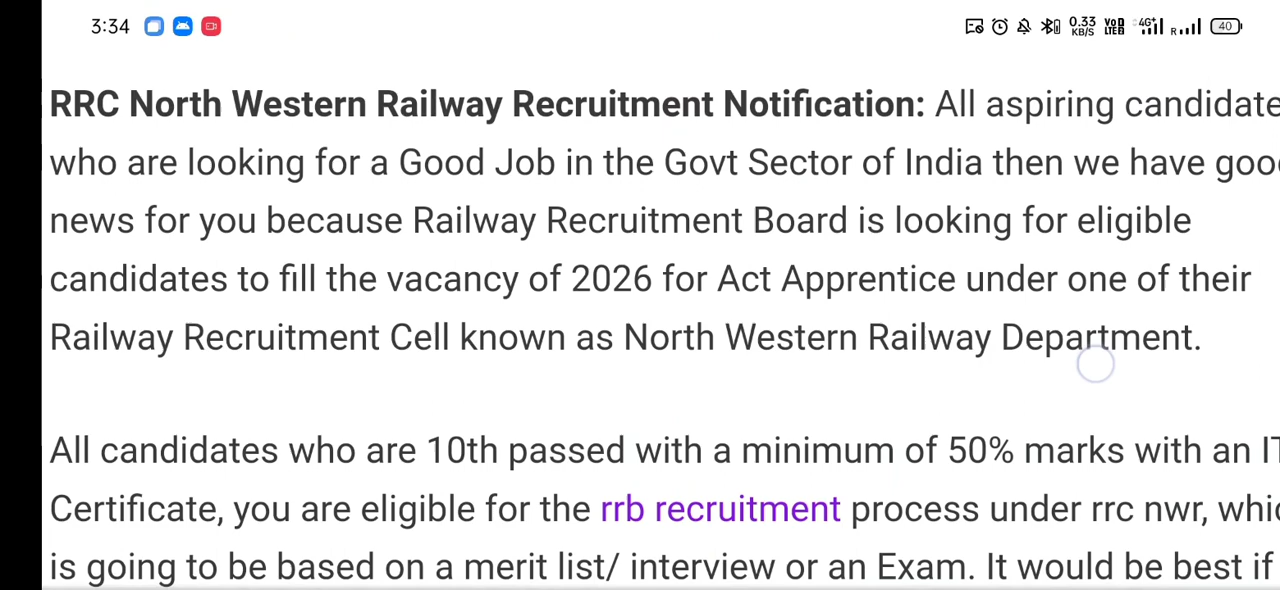 3:34 0.33 KB/S VoD LTE2 4G+ R 40
RRC North Western Railway Recruitment Notification: All aspiring candidate
who are looking for a Good Job in the Govt Sector of India then we have goo
news for you because Railway Recruitment Board is looking for eligible
candidates to fill the vacancy of 2026 for Act Apprentice under one of their
Railway Recruitment Cell known as North Western Railway Department.
All candidates who are 10th passed with a minimum of 50% marks with an IT
Certificate, you are eligible for the rrb recruitment process under rrc nwr, whic
is going to be based on a merit list/ interview or an Exam. It would be best if